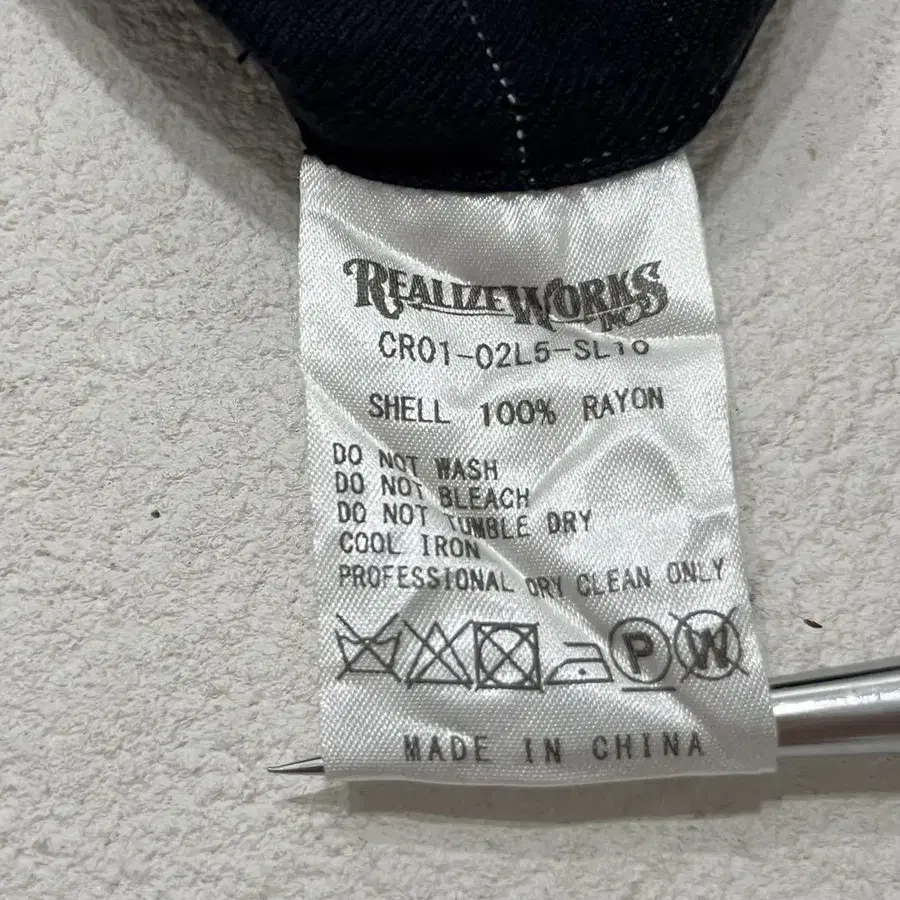 REALIZEWORKS INC
CR01-02L5-SL10
SHELL 100% RAYON
DO NOT WASH
DO NOT BLEACH
DO NOT TUMBLE DRY
COOL IRON
PROFESSIONAL DRY CLEAN ONLY
P W
MADE IN CHINA